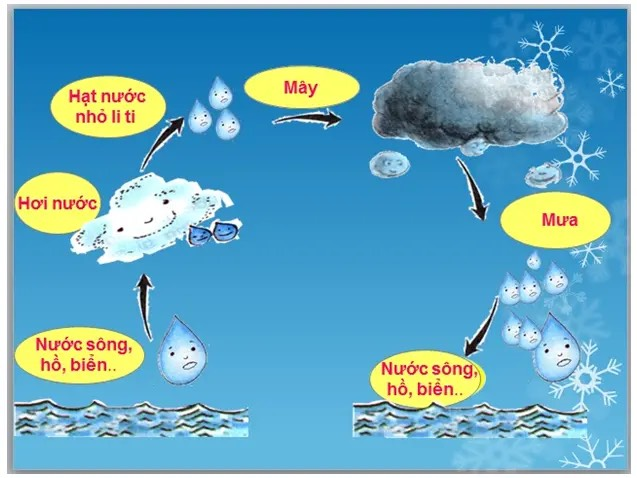 Mây
Hạt nước
nhỏ li ti
Hơi nước
Mưa
Nước sông,
hồ, biển..
Nước sông,
hồ, biển..